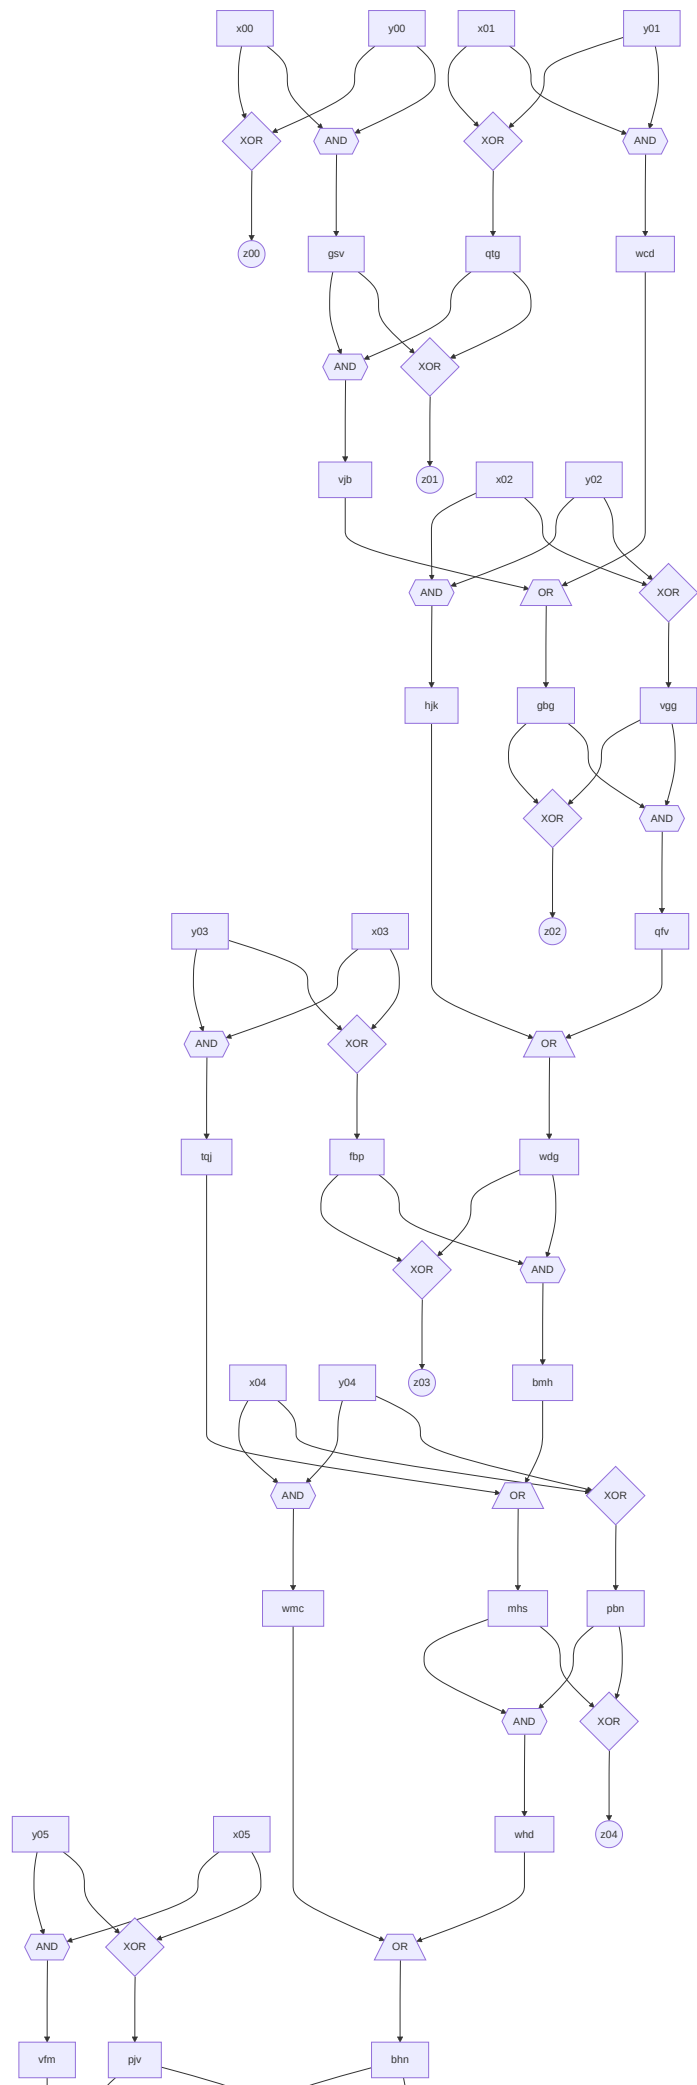 x00 y00 x01 y01
XOR AND XOR AND
z00 gsv qtg wcd
AND XOR
vjb z01 x02 y02
AND OR XOR
hjk gbg vgg
XOR AND
y03 x03 z02 qfv
AND XOR OR
tqj fbp wdg
XOR AND
x04 y04 z03 bmh
AND OR XOR
wmc mhs pbn
AND XOR
y05 x05 whd z04
AND XOR OR
vfm pjv bhn